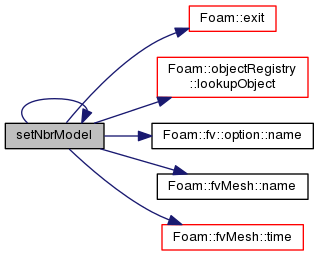 Foam::exit
Foam::objectRegistry
::lookupObject
setNbrModel
Foam::fv::option::name
Foam::fvMesh::name
Foam::fvMesh::time